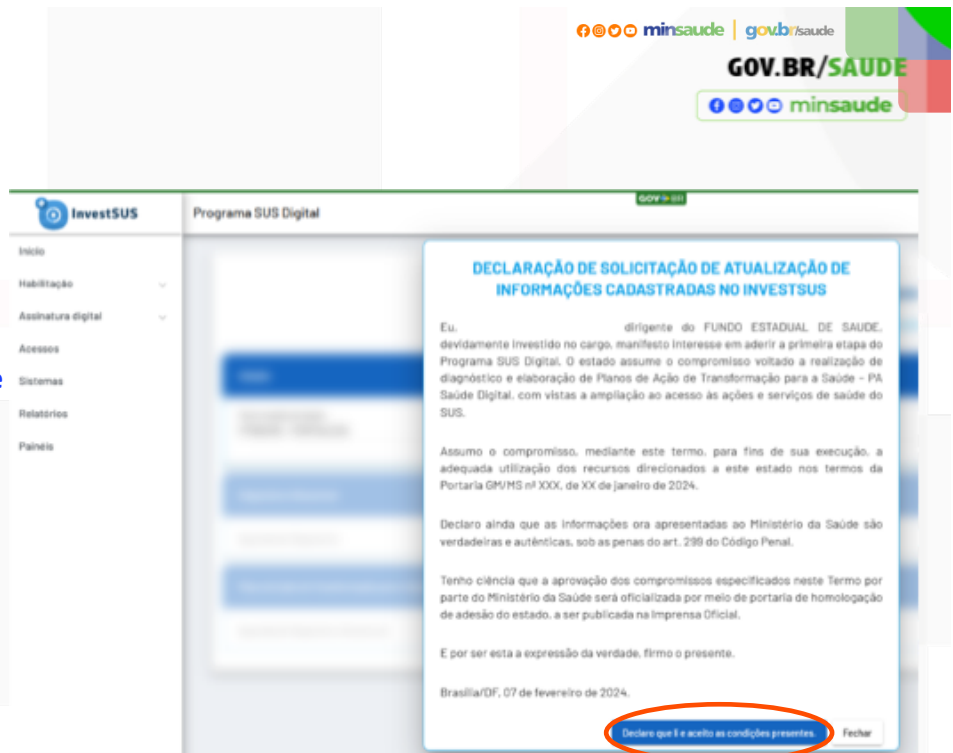 minsaude | gov.br/saude
GOV.BR/SAUDE
minsaude
InvestSUS
Programa SUS Digital
GOV.BR
Início
Habilitação
Assinatura digital
Acessos
e
Sistemas
Relatórios
Painéis
DECLARAÇÃO DE SOLICITAÇÃO DE ATUALIZAÇÃO DE
INFORMAÇÕES CADASTRADAS NO INVESTSUS
Eu, dirigente do FUNDO ESTADUAL DE SAUDE,
devidamente investido no cargo, manifesto interesse em aderir a primeira etapa do
Programa SUS Digital. O estado assume o compromisso voltado a realização de
diagnóstico e elaboração de Planos de Ação de Transformação para a Saúde – PA
Saúde Digital, com vistas a ampliação ao acesso às ações e serviços de saúde do
SUS.
Assumo o compromisso, mediante este termo, para fins de sua execução, a
adequada utilização dos recursos direcionados a este estado nos termos da
Portaria GM/MS nº XXX, de XX de janeiro de 2024.
Declaro ainda que as informações ora apresentadas ao Ministério da Saúde são
verdadeiras e autênticas, sob as penas do art. 299 do Código Penal.
Tenho ciência que a aprovação dos compromissos especificados neste Termo por
parte do Ministério da Saúde será oficializada por meio de portaria de homologação
de adesão do estado, a ser publicada na Imprensa Oficial.
E por ser esta a expressão da verdade, firmo o presente.
Brasília/DF, 07 de fevereiro de 2024.
Declaro que li e aceito as condições presentes.
Fechar